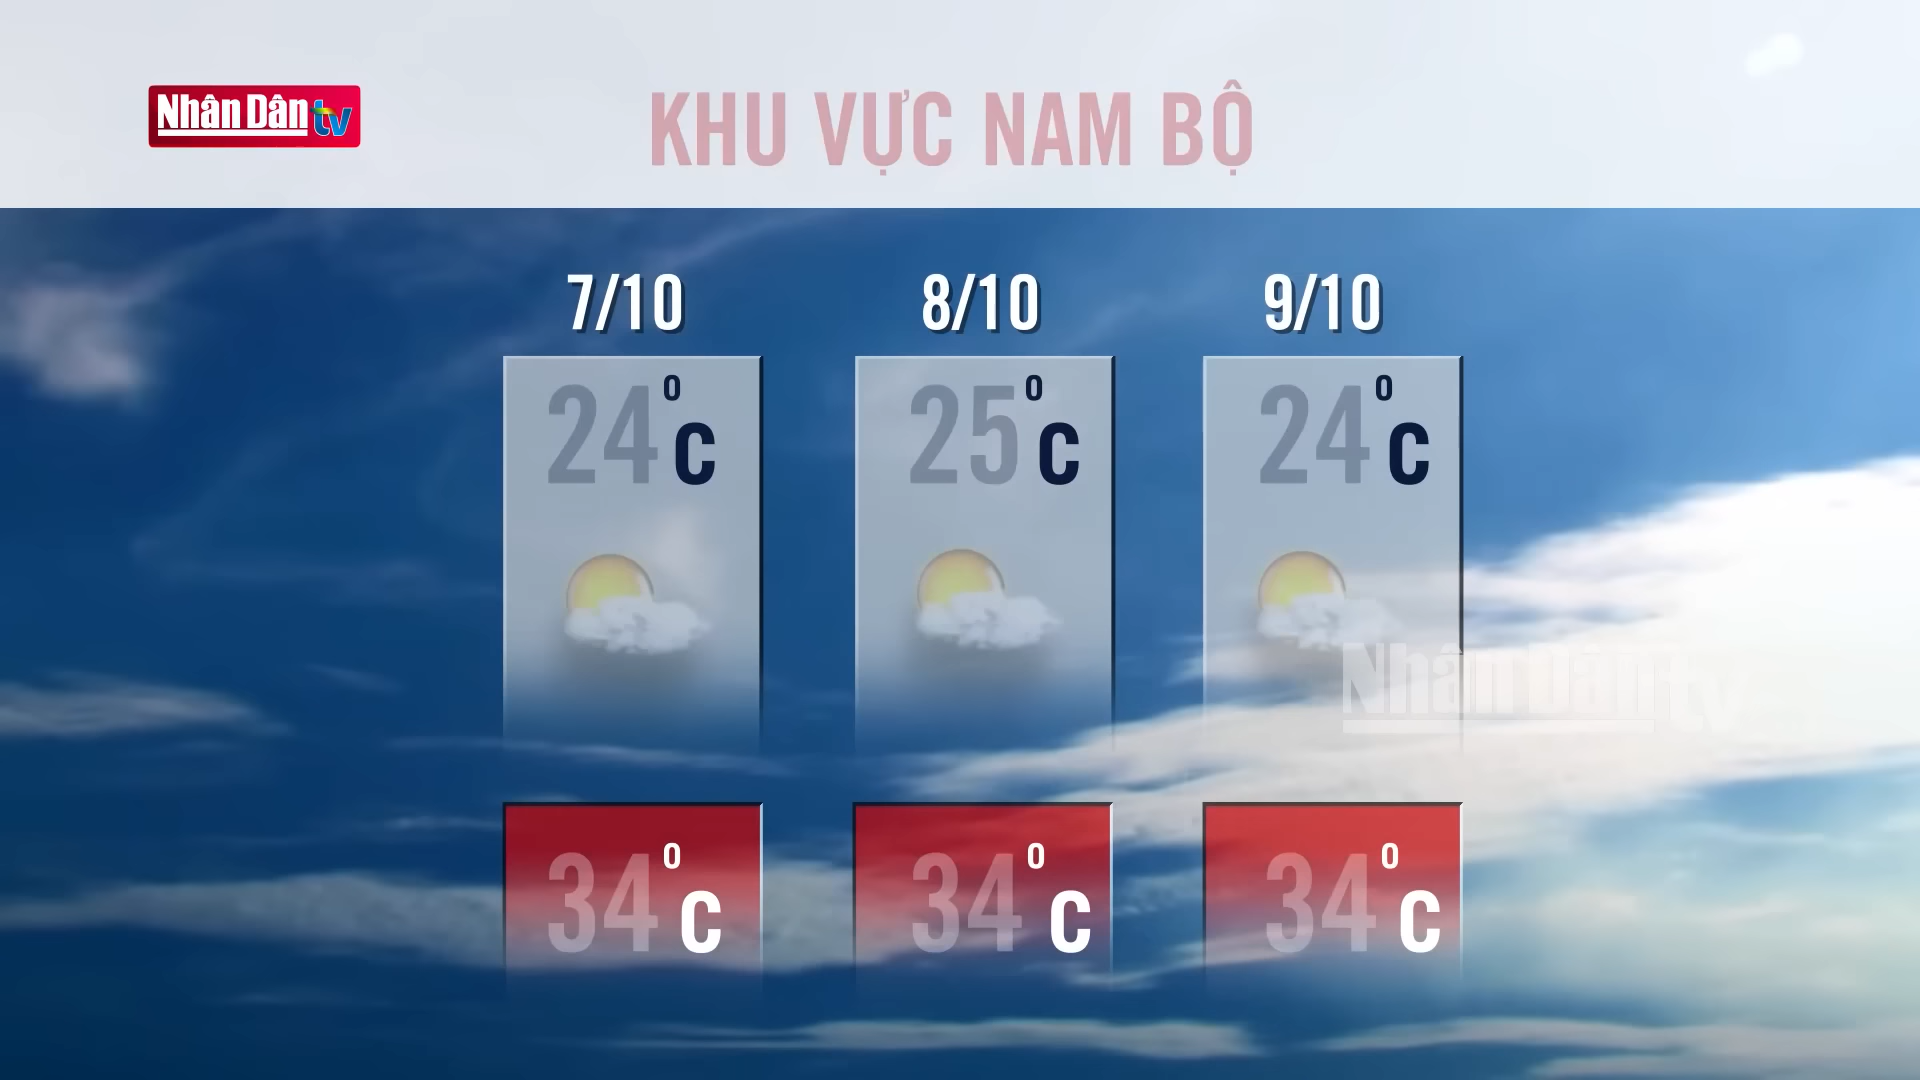 Nhân Dân tv
KHU VỰC NAM BỘ
7/10 8/10 9/10
24°C 25°C 24°C
Nhân Dân tv
34°C 34°C 34°C